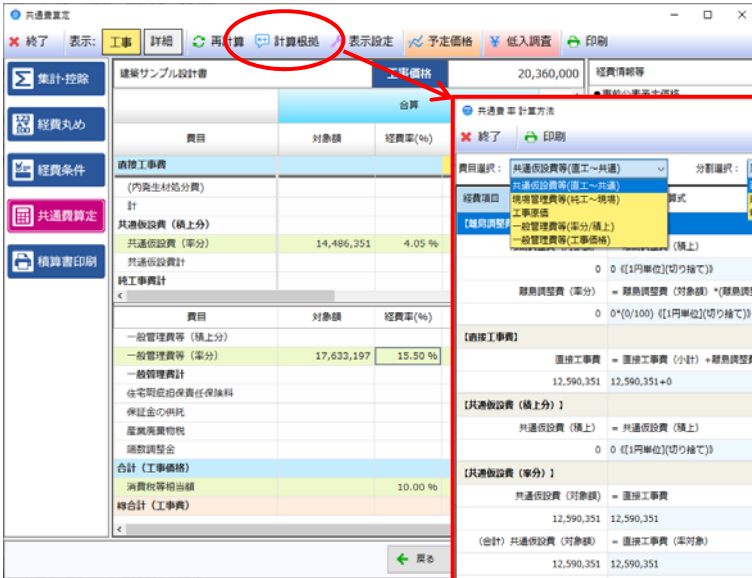 共通費算定
終了 表示: 工事 詳細 再計算 計算根拠 表示設定 予定価格 低入調査 印刷
集計･控除
経費丸め
経費条件
共通費算定
積算書印刷
建築サンプル設計書 工事価格 20,360,000 経費情報等
合算
費目 対象額 経費率(%)
直接工事費
(内発生材処分費)
計
共通仮設費（積上分）
共通仮設費（率分） 14,486,351 4.05 %
共通仮設費計
純工事費計
費目 対象額 経費率(%)
一般管理費等（積上分）
一般管理費等（率分） 17,633,197 15.50 %
一般管理費計
住宅瑕疵担保責任保険料
保証金の供託
産業廃棄物税
端数調整金
合計（工事価格）
消費税等相当額 10.00 %
総合計（工事費）
戻る
共通費 率 計算方法
終了 印刷
費目選択： 共通仮設費等(直工～共通) 分割選択：
共通仮設費等(直工～共通)
現場管理費等(純工～現場)
工事原価
一般管理費等(率分/積上)
一般管理費等(工事価格)
経費項目 算式
【離島調整費
（積上）
0 0 《[1円単位](切り捨て)》
離島調整費（率分） = 離島調整費（対象額）*(離島調
0 0*(0/100) 《[1円単位](切り捨て)》
【直接工事費】
直接工事費 = 直接工事費（小計）+離島調整費
12,590,351 12,590,351+0
【共通仮設費（積上分）】
共通仮設費（積上） = 共通仮設費（積上）
0 0 《[1円単位](切り捨て)》
【共通仮設費（率分）】
共通仮設費（対象額） = 直接工事費
12,590,351 12,590,351
(合計) 共通仮設費（対象額） = 直接工事費（率対象）
12,590,351 12,590,351